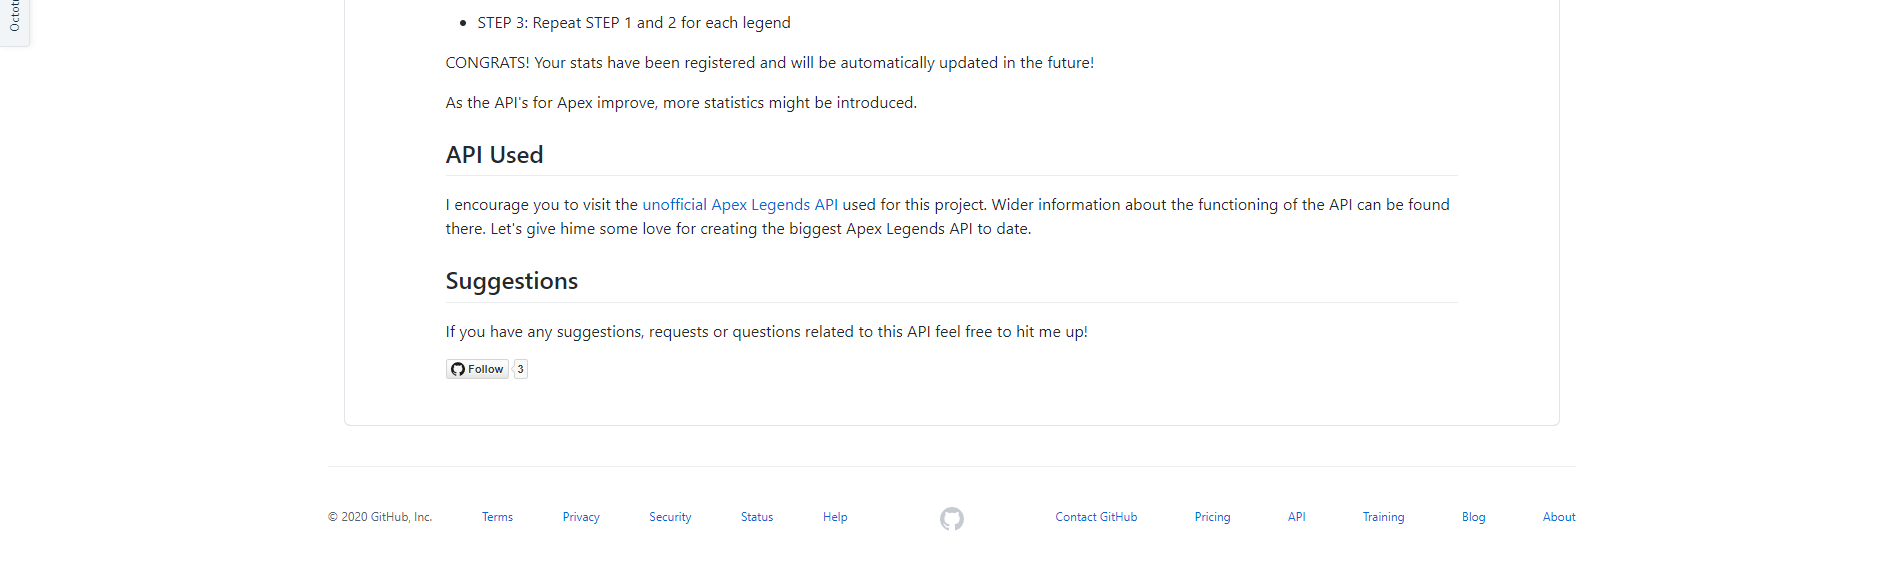 STEP 3: Repeat STEP 1 and 2 for each legend
CONGRATS! Your stats have been registered and will be automatically updated in the future!
As the API's for Apex improve, more statistics might be introduced.
API Used
I encourage you to visit the unofficial Apex Legends API used for this project. Wider information about the functioning of the API can be found
there. Let's give hime some love for creating the biggest Apex Legends API to date.
Suggestions
If you have any suggestions, requests or questions related to this API feel free to hit me up!
Follow 3
© 2020 GitHub, Inc. Terms Privacy Security Status Help Contact GitHub Pricing API Training Blog About